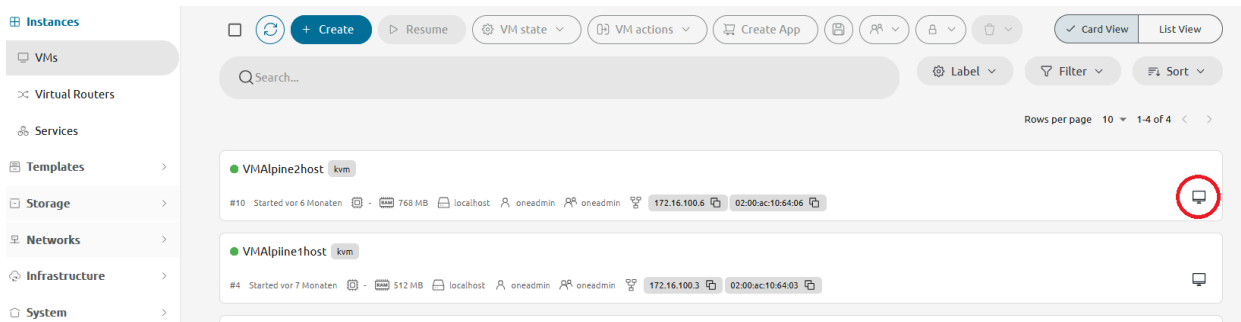 Instances
VMs
Virtual Routers
Services
Templates
Storage
Networks
Infrastructure
System
Create Resume VM state VM actions Create App Card View List View
Search... Label Filter Sort
Rows per page 10 1-4 of 4
VMAlpine2host kvm
#10 Started vor 6 Monaten - RAM 768 MB localhost oneadmin oneadmin 172.16.100.6 02:00:ac:10:64:06
VMAlpiine1host kvm
#4 Started vor 7 Monaten - RAM 512 MB localhost oneadmin oneadmin 172.16.100.3 02:00:ac:10:64:03